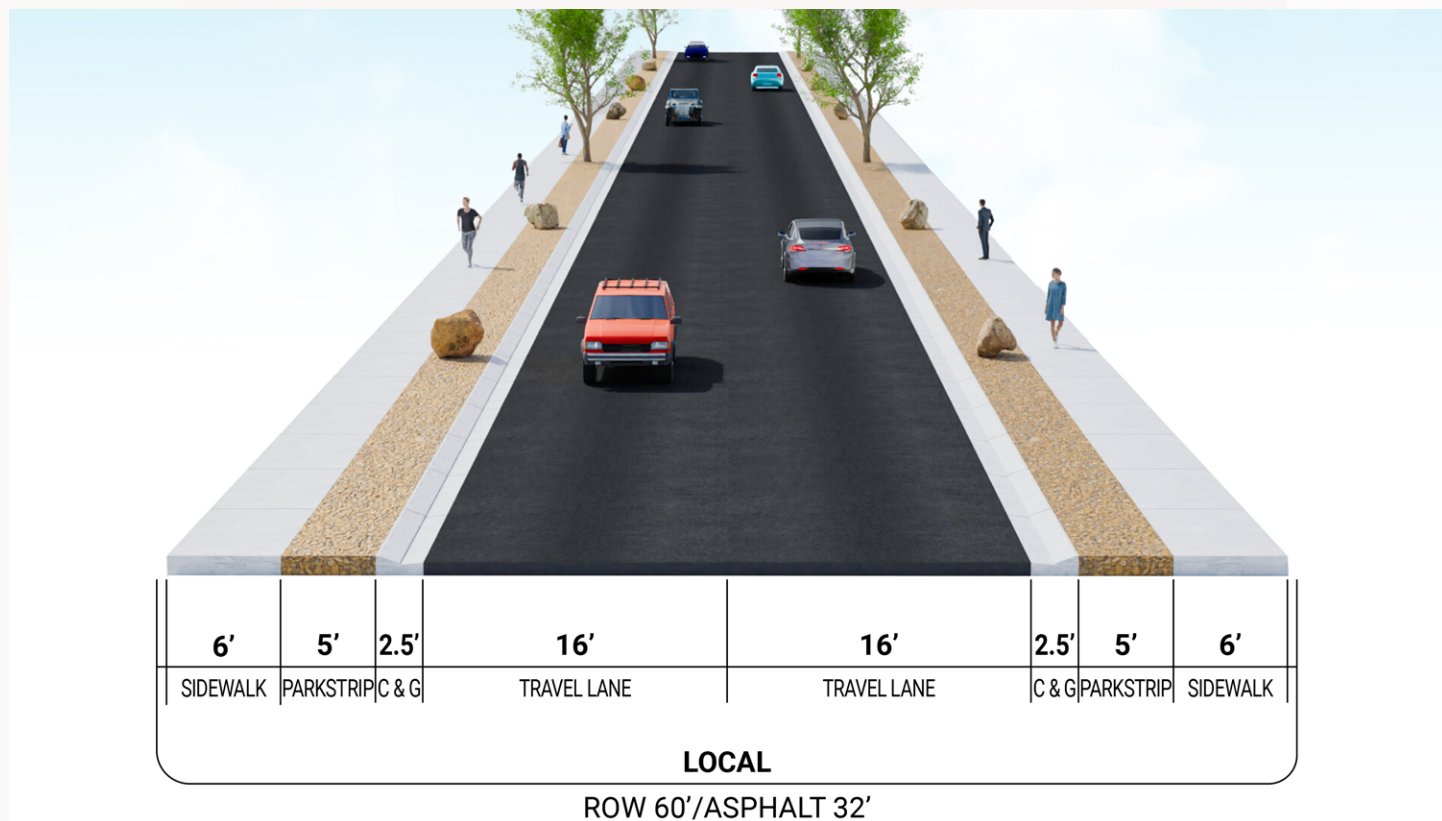 6’ 5’ 2.5’ 16’ 16’ 2.5’ 5’ 6’
SIDEWALK PARKSTRIP C & G TRAVEL LANE TRAVEL LANE C & G PARKSTRIP SIDEWALK
LOCAL
ROW 60’/ASPHALT 32’